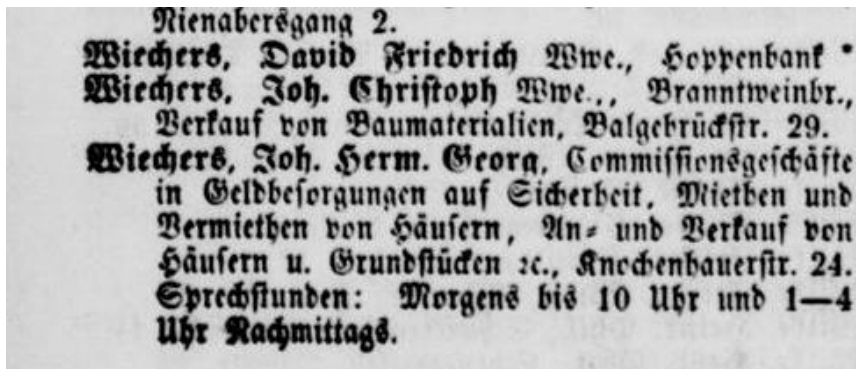 Nienabersgang 2.
Wiechers, David Friedrich Wwe., Hoppenbank *
Wiechers, Joh. Christoph Wwe.., Branntweinbr.,
Verkauf von Baumaterialien, Balgebrückstr. 29.
Wiechers, Joh. Herm. Georg, Commissionsgeschäfte
in Geldbesorgungen auf Sicherheit, Miethen und
Vermiethen von Häusern, An- und Verkauf von
Häusern u. Grundstücken ꝛc., Knochenhauerstr. 24.
Sprechstunden: Morgens bis 10 Uhr und 1—4
Uhr Nachmittags.